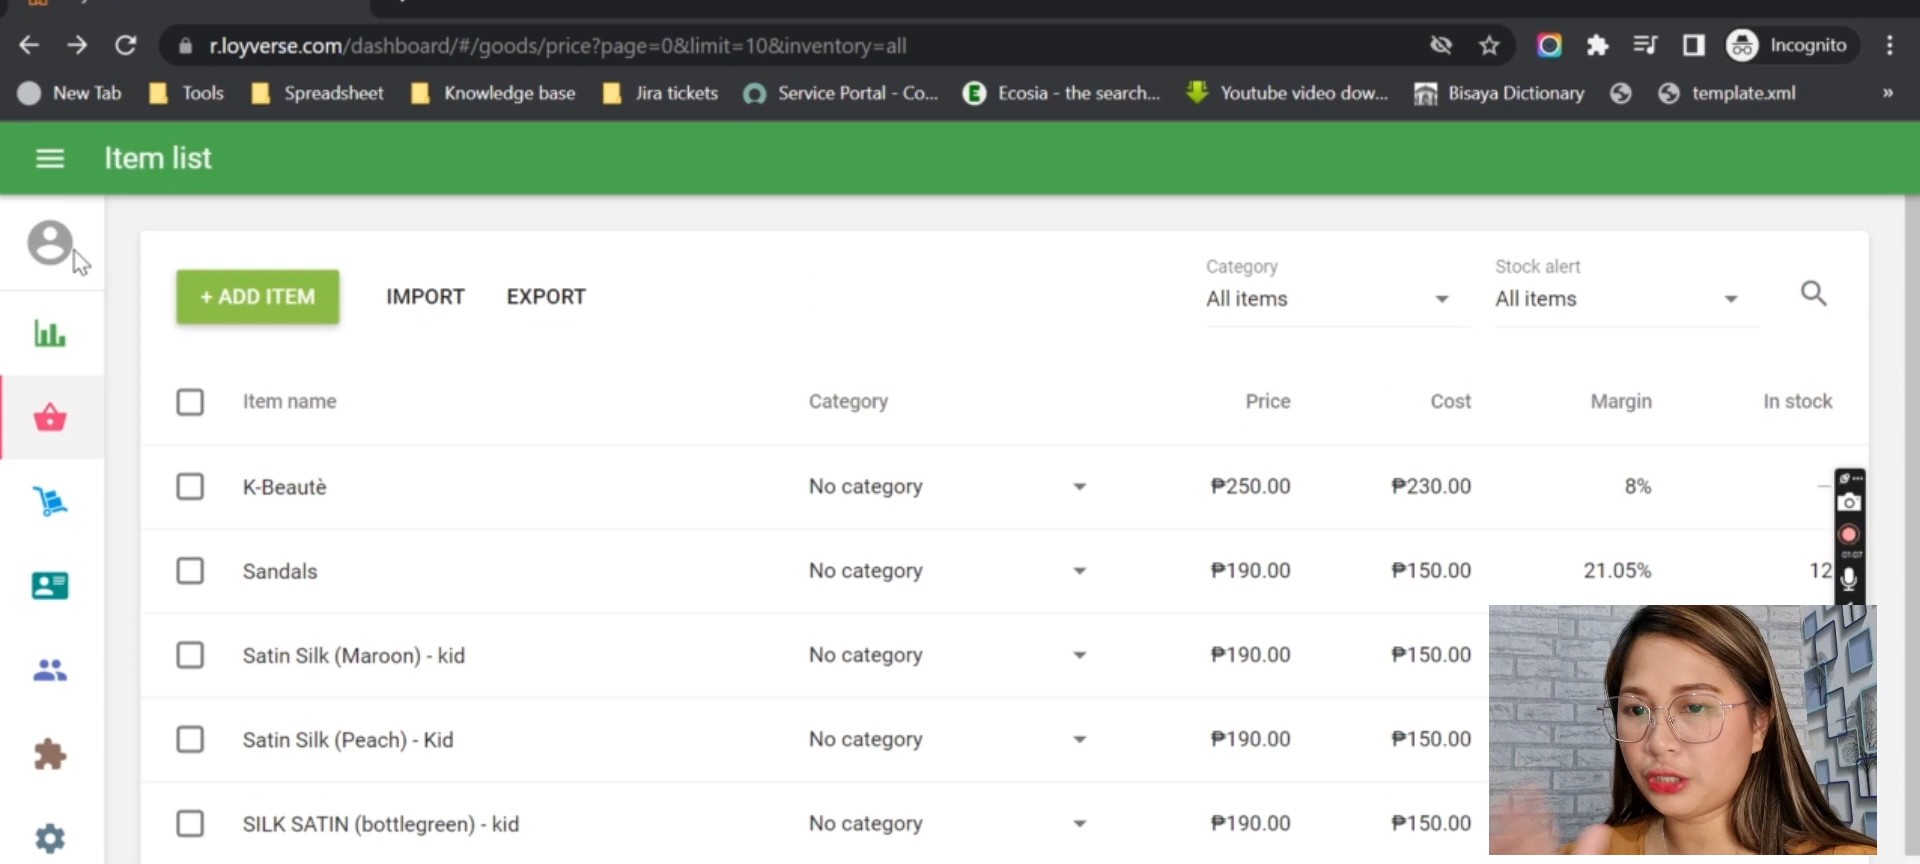 r.loyverse.com/dashboard/#/goods/price?page=0&limit=10&inventory=all
Incognito
New Tab Tools Spreadsheet Knowledge base Jira tickets Service Portal - Co... Ecosia - the search... Youtube video dow... Bisaya Dictionary template.xml »
Item list
+ ADD ITEM IMPORT EXPORT
Category
All items
Stock alert
All items
Item name Category Price Cost Margin In stock
K-Beautè No category ₱250.00 ₱230.00 8% —
Sandals No category ₱190.00 ₱150.00 21.05% 12
01:07
Satin Silk (Maroon) - kid No category ₱190.00 ₱150.00
Satin Silk (Peach) - Kid No category ₱190.00 ₱150.00
SILK SATIN (bottlegreen) - kid No category ₱190.00 ₱150.00